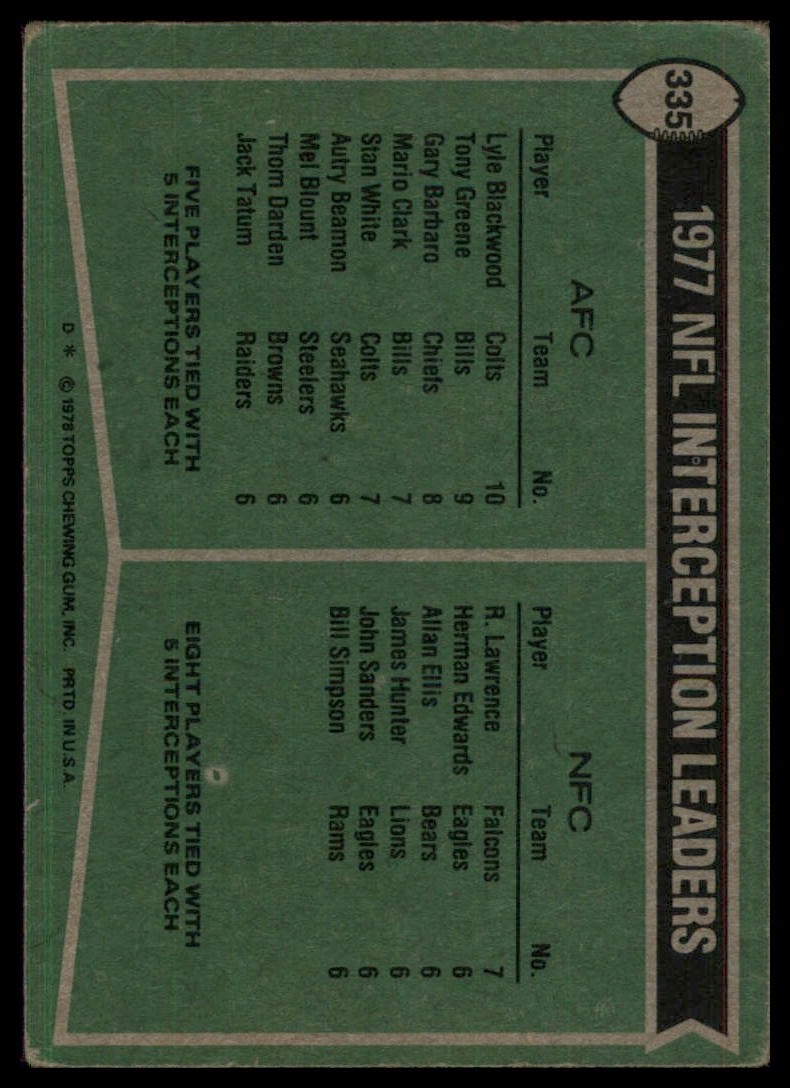 335
1977 NFL INTERCEPTION LEADERS
AFC
Player Team No.
Lyle Blackwood Colts 10
Tony Greene Bills 9
Gary Barbaro Chiefs 8
Mario Clark Bills 7
Stan White Colts 7
Autry Beamon Seahawks 6
Mel Blount Steelers 6
Thom Darden Browns 6
Jack Tatum Raiders 6
FIVE PLAYERS TIED WITH
5 INTERCEPTIONS EACH
NFC
Player Team No.
R. Lawrence Falcons 7
Herman Edwards Eagles 6
Allan Ellis Bears 6
James Hunter Lions 6
John Sanders Eagles 6
Bill Simpson Rams 6
EIGHT PLAYERS TIED WITH
5 INTERCEPTIONS EACH
D * © 1978 TOPPS CHEWING GUM, INC. PRTD. IN U.S.A.